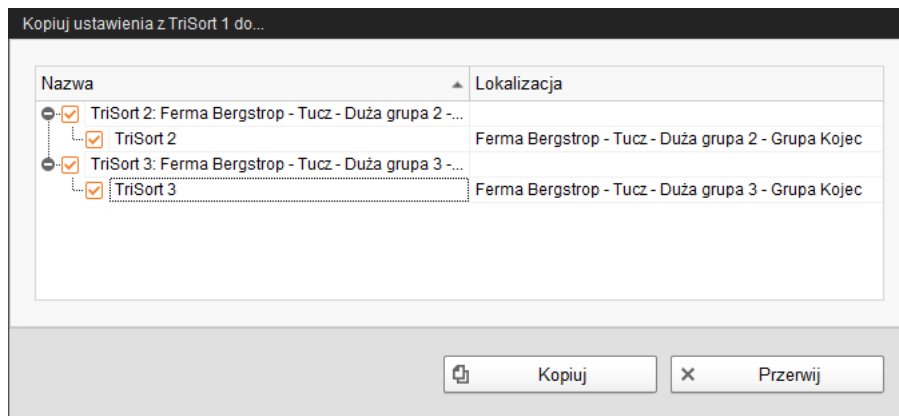 Kopiuj ustawienia z TriSort 1 do...
Nazwa Lokalizacja
TriSort 2: Ferma Bergstrop - Tucz - Duża grupa 2 -...
TriSort 2 Ferma Bergstrop - Tucz - Duża grupa 2 - Grupa Kojec
TriSort 3: Ferma Bergstrop - Tucz - Duża grupa 3 -...
TriSort 3 Ferma Bergstrop - Tucz - Duża grupa 3 - Grupa Kojec
Kopiuj Przerwij